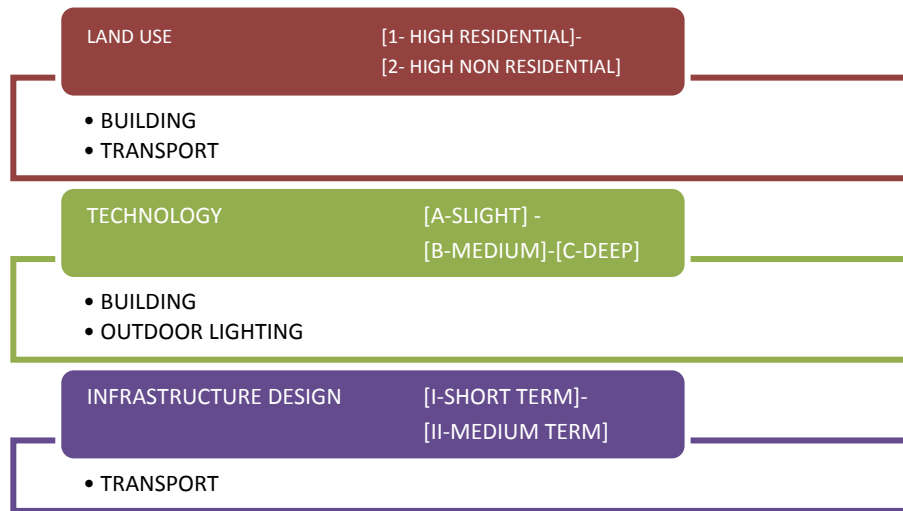 LAND USE [1- HIGH RESIDENTIAL]-
[2- HIGH NON RESIDENTIAL]
• BUILDING
• TRANSPORT
TECHNOLOGY [A-SLIGHT] -
[B-MEDIUM]-[C-DEEP]
• BUILDING
• OUTDOOR LIGHTING
INFRASTRUCTURE DESIGN [I-SHORT TERM]-
[II-MEDIUM TERM]
• TRANSPORT